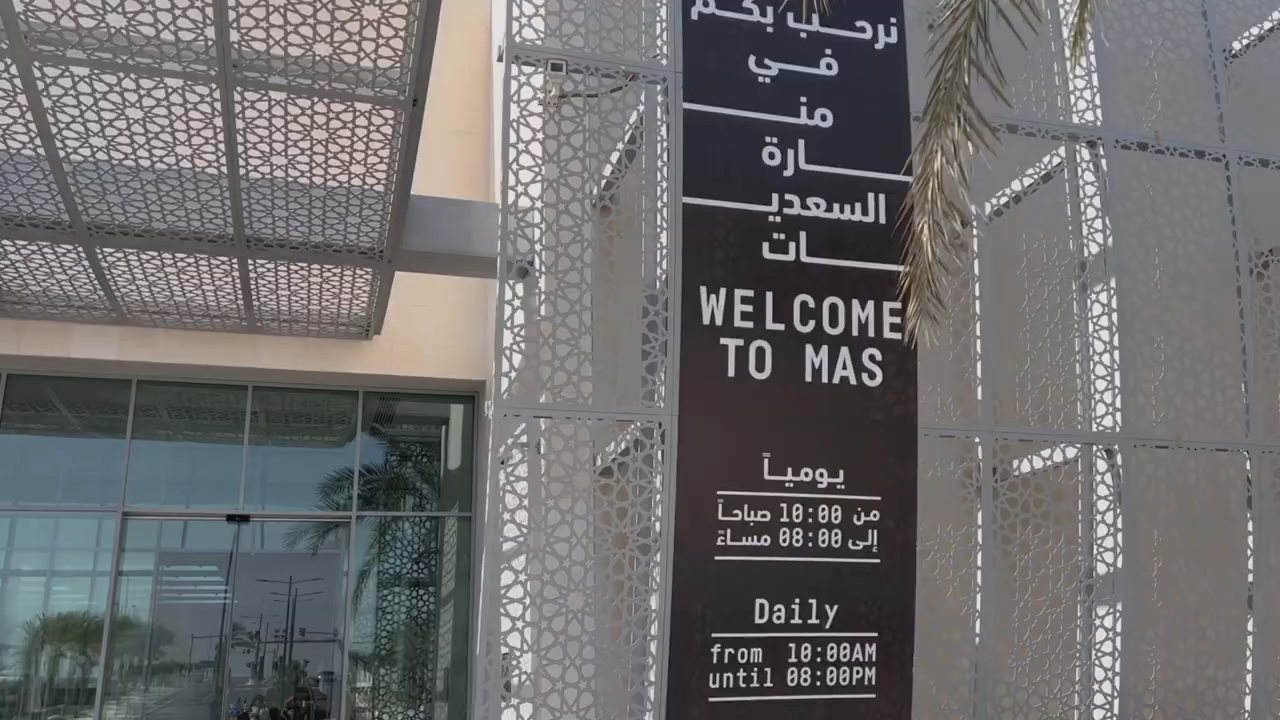 نرحب بكم
في
منـ
ـارة
السعديـ
ـات
WELCOME
TO MAS
يومياً
من 10:00 صباحاً
إلى 08:00 مساءً
Daily
from 10:00AM
until 08:00PM